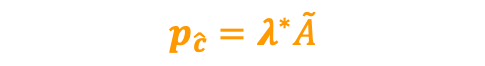 p_ĉ = λ* Ã